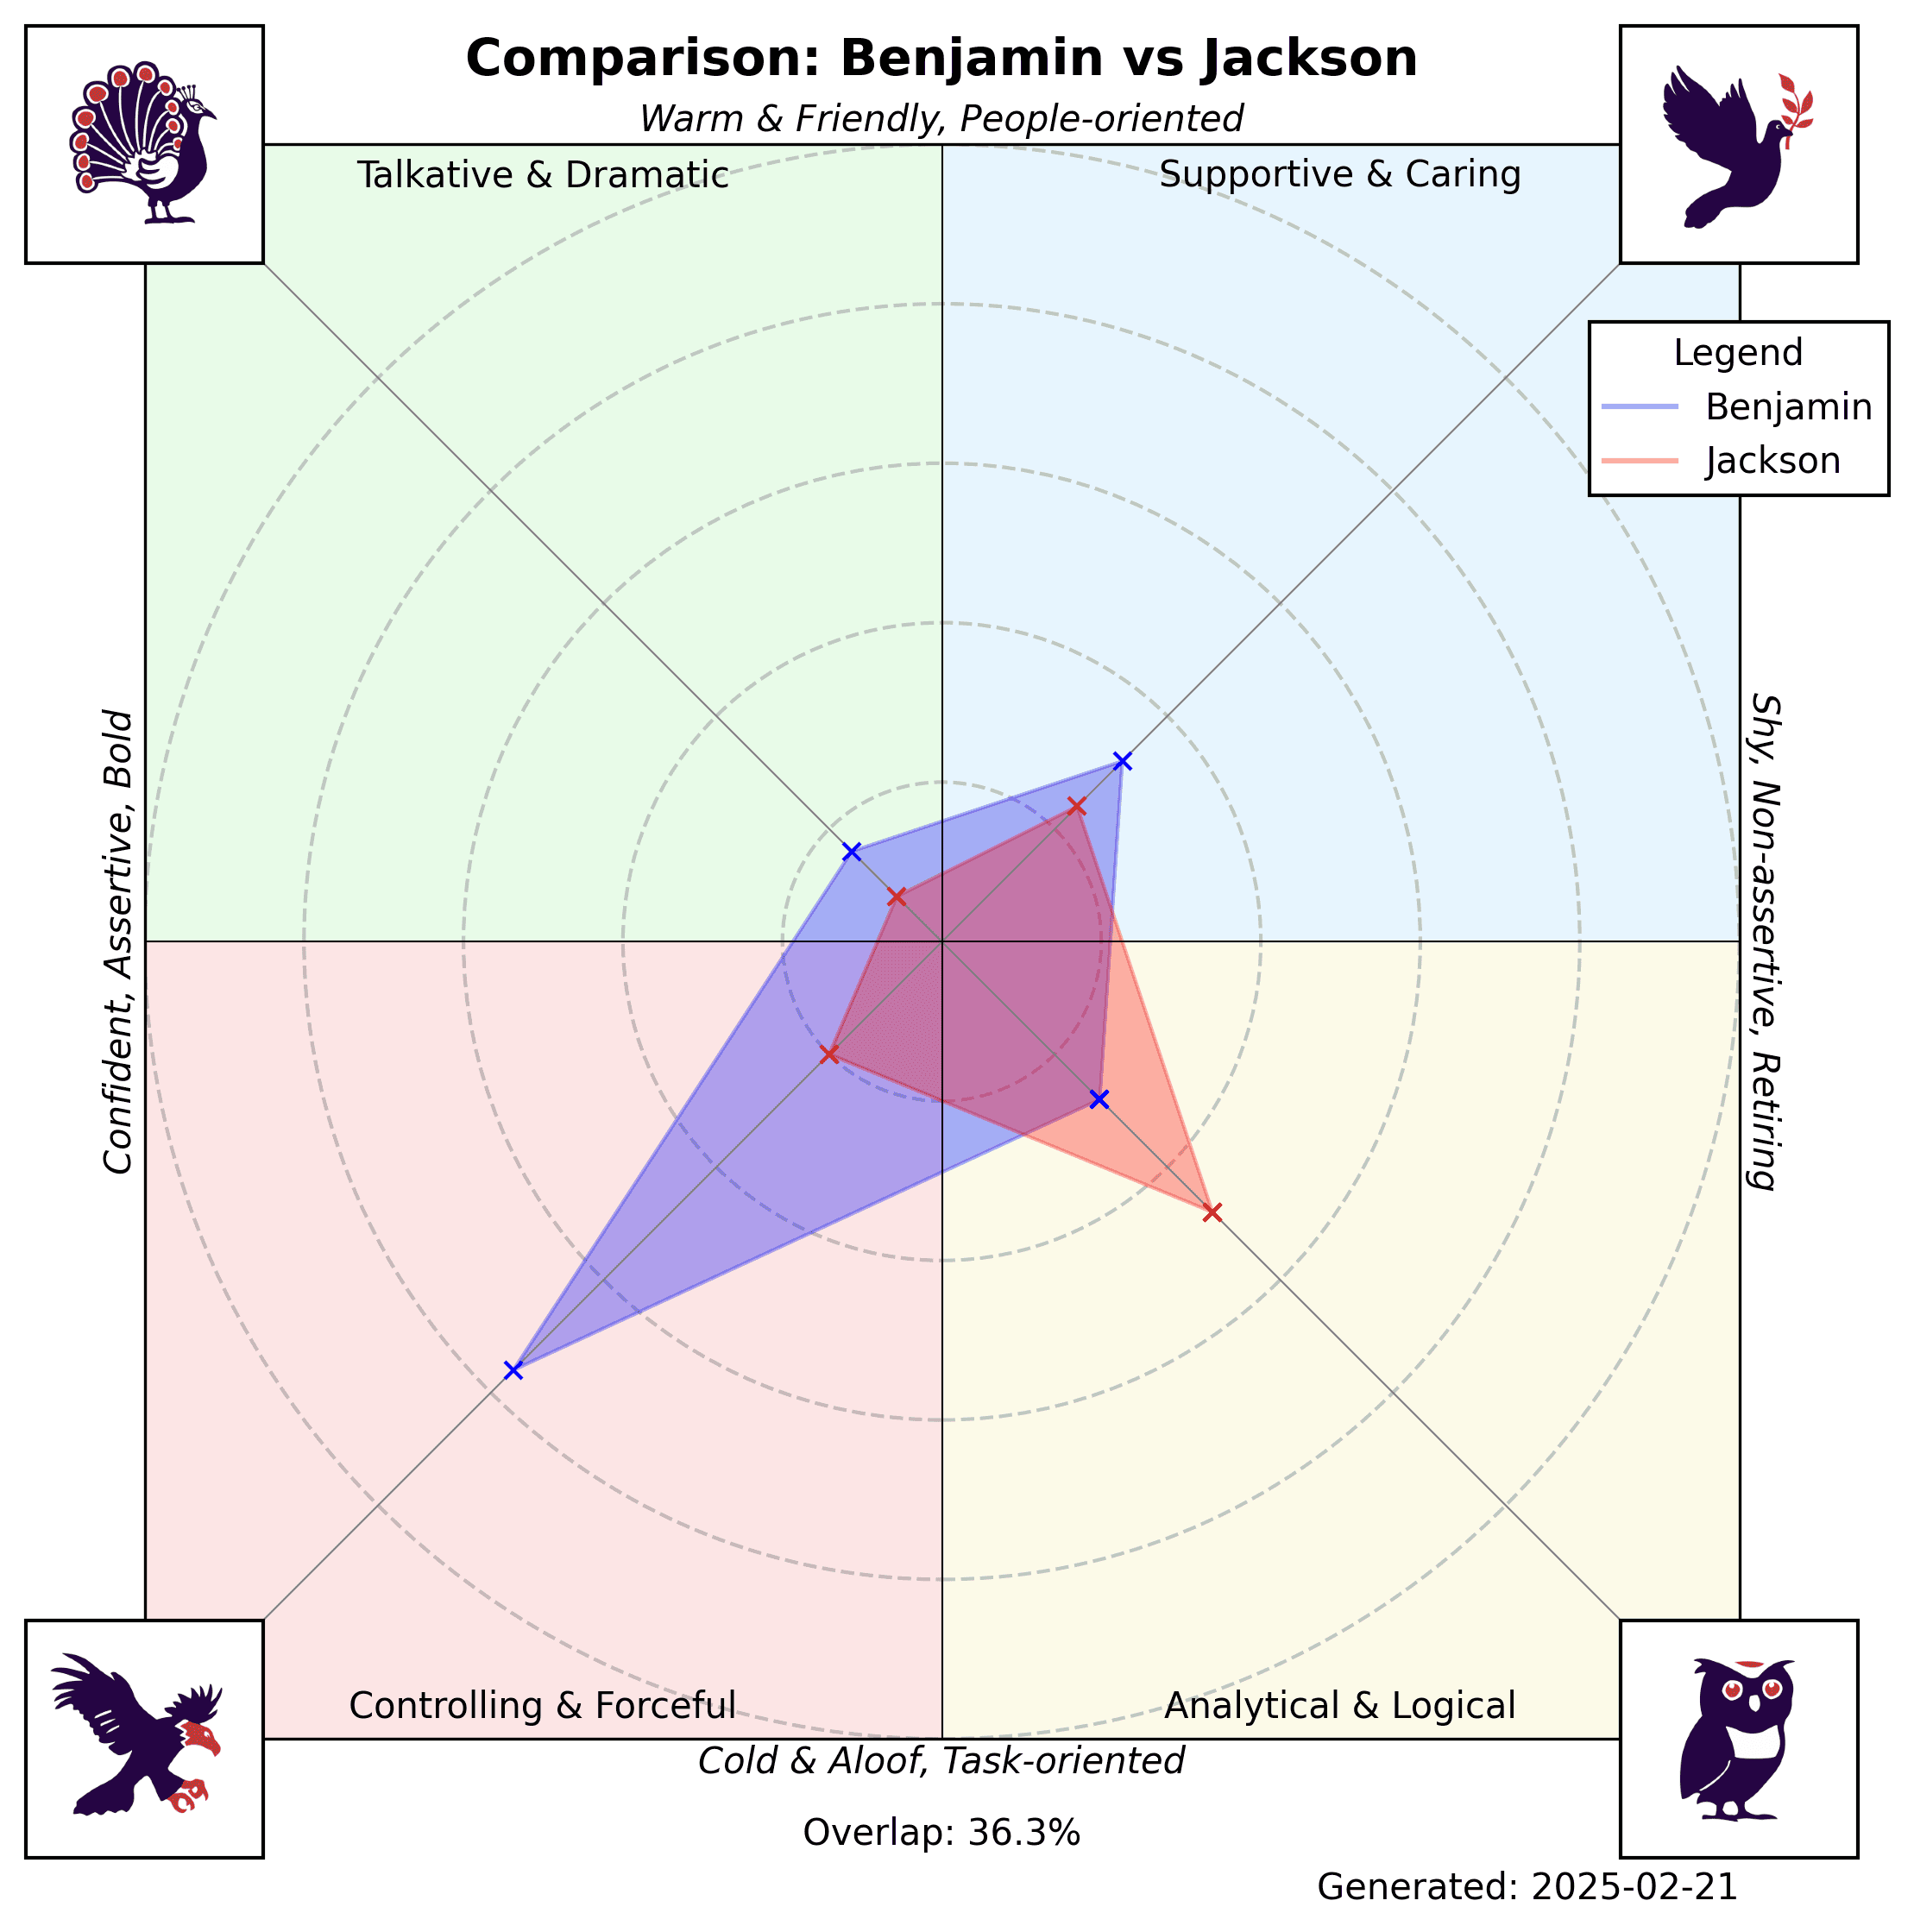 Comparison: Benjamin vs Jackson
Warm & Friendly, People-oriented
Talkative & Dramatic
Supportive & Caring
Legend
Benjamin
Jackson
Confident, Assertive, Bold
Shy, Non-assertive, Retiring
Controlling & Forceful
Analytical & Logical
Cold & Aloof, Task-oriented
Overlap: 36.3%
Generated: 2025-02-21